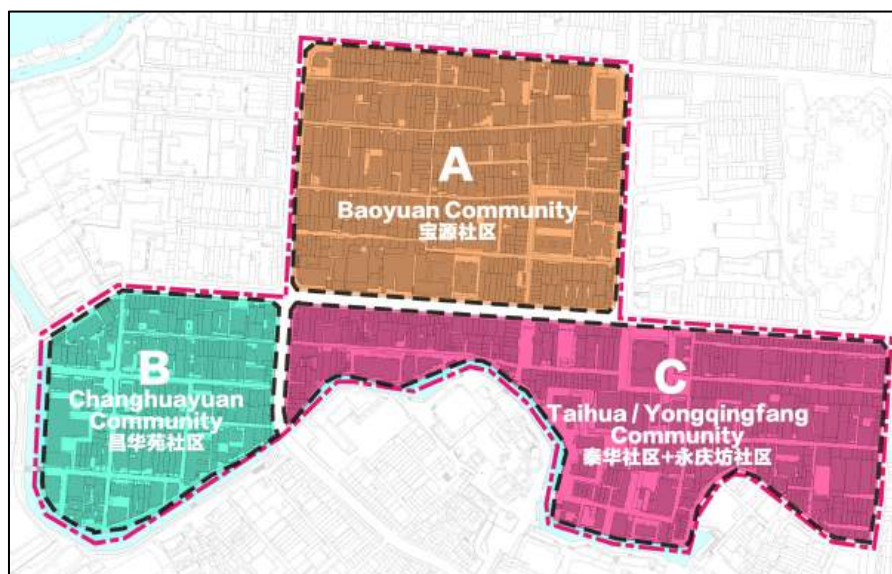 A
Baoyuan Community
宝源社区
B
Changhuayuan
Community
昌华苑社区
C
Taihua / Yongqingfang
Community
泰华社区+永庆坊社区